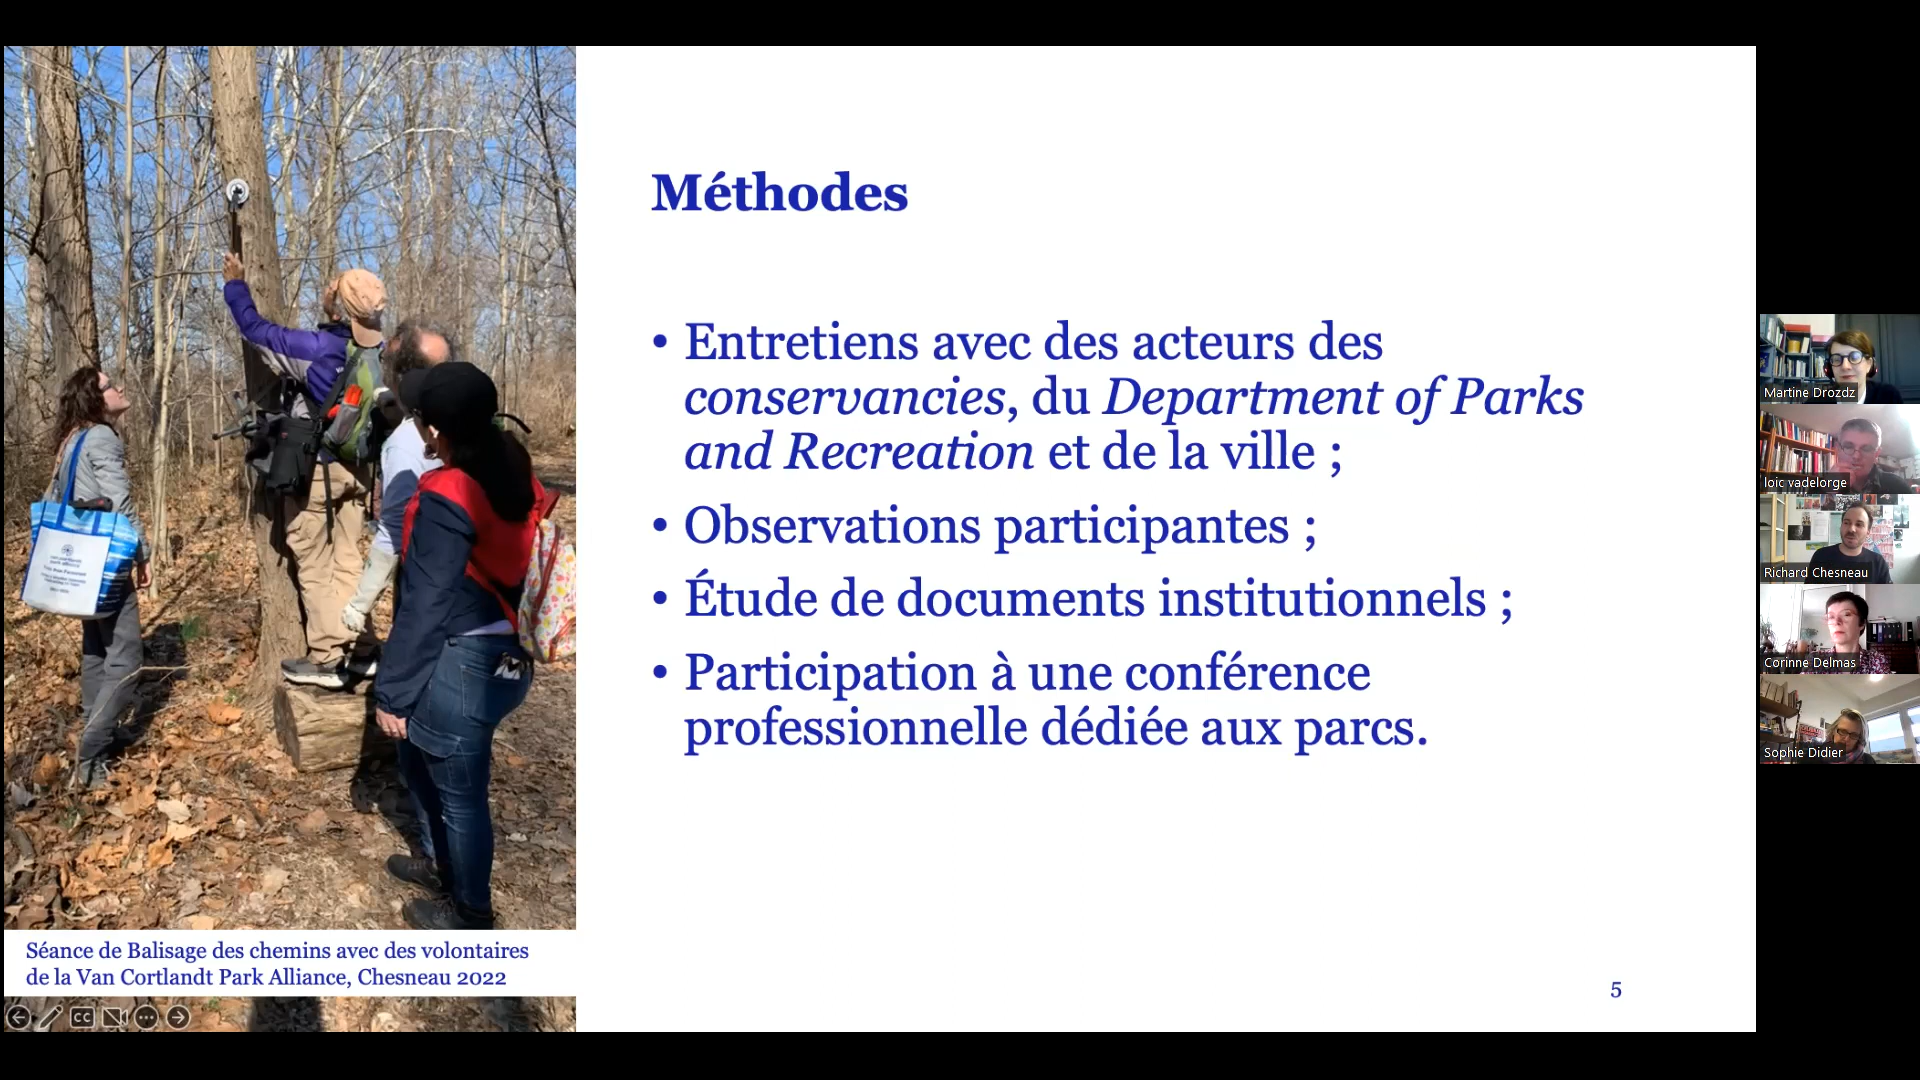 Méthodes
• Entretiens avec des acteurs des
conservancies, du Department of Parks
and Recreation et de la ville ;
• Observations participantes ;
• Étude de documents institutionnels ;
• Participation à une conférence
professionnelle dédiée aux parcs.
Séance de Balisage des chemins avec des volontaires
de la Van Cortlandt Park Alliance, Chesneau 2022
5
CC
Martine Drozdz
loic vadelorge
Richard Chesneau
Corinne Delmas
Sophie Didier